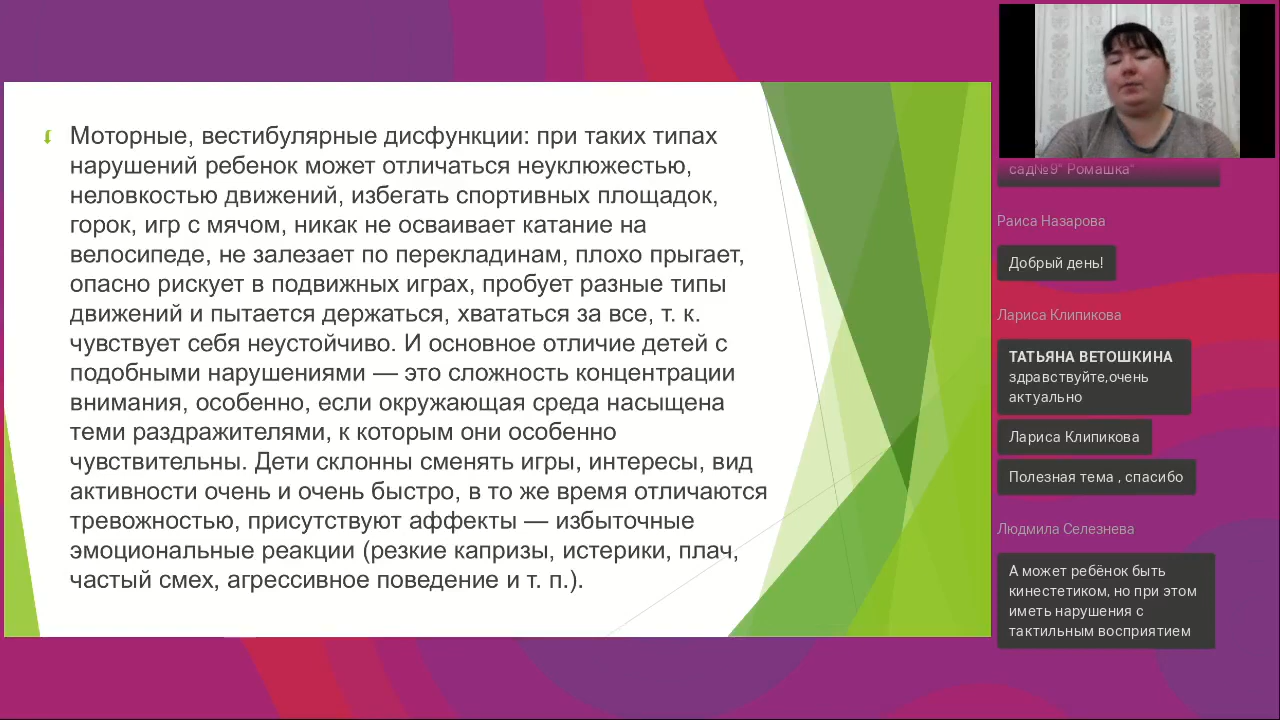 Моторные, вестибулярные дисфункции: при таких типах
нарушений ребенок может отличаться неуклюжестью,
неловкостью движений, избегать спортивных площадок,
горок, игр с мячом, никак не осваивает катание на
велосипеде, не залезает по перекладинам, плохо прыгает,
опасно рискует в подвижных играх, пробует разные типы
движений и пытается держаться, хвататься за все, т. к.
чувствует себя неустойчиво. И основное отличие детей с
подобными нарушениями — это сложность концентрации
внимания, особенно, если окружающая среда насыщена
теми раздражителями, к которым они особенно
чувствительны. Дети склонны сменять игры, интересы, вид
активности очень и очень быстро, в то же время отличаются
тревожностью, присутствуют аффекты — избыточные
эмоциональные реакции (резкие капризы, истерики, плач,
частый смех, агрессивное поведение и т. п.).
сад№9" Ромашка"
Раиса Назарова
Добрый день!
Лариса Клипикова
ТАТЬЯНА ВЕТОШКИНА
здравствуйте,очень
актуально
Лариса Клипикова
Полезная тема , спасибо
Людмила Селезнева
А может ребёнок быть
кинестетиком, но при этом
иметь нарушения с
тактильным восприятием